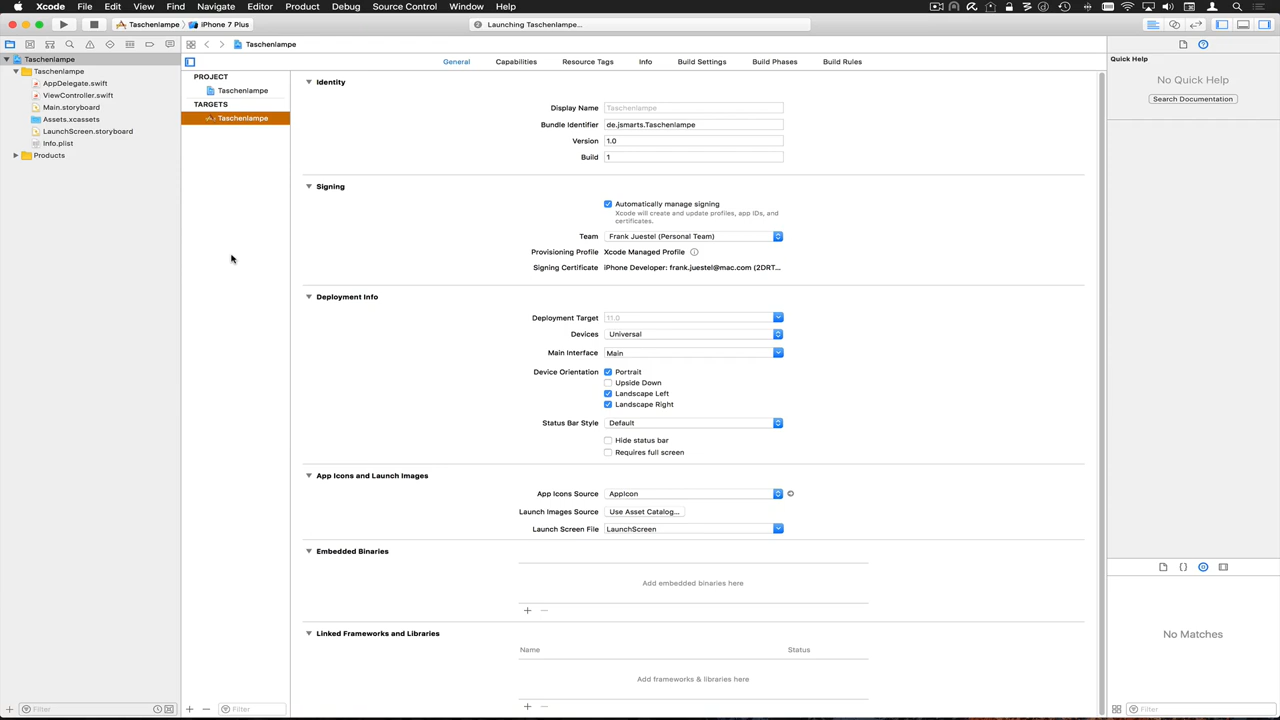 Xcode File Edit View Find Navigate Editor Product Debug Source Control Window Help
Taschenlampe iPhone 7 Plus
Launching Taschenlampe...
Taschenlampe
General Capabilities Resource Tags Info Build Settings Build Phases Build Rules
Taschenlampe
Taschenlampe
AppDelegate.swift
ViewController.swift
Main.storyboard
Assets.xcassets
LaunchScreen.storyboard
Info.plist
Products
Filter
PROJECT
Taschenlampe
TARGETS
Taschenlampe
Filter
Identity
Display Name Taschenlampe
Bundle Identifier de.jsmarts.Taschenlampe
Version 1.0
Build 1
Signing
Automatically manage signing
Xcode will create and update profiles, app IDs, and
certificates.
Team Frank Juestel (Personal Team)
Provisioning Profile Xcode Managed Profile
Signing Certificate iPhone Developer: frank.juestel@mac.com (2DRT...
Deployment Info
Deployment Target 11.0
Devices Universal
Main Interface Main
Device Orientation Portrait
Upside Down
Landscape Left
Landscape Right
Status Bar Style Default
Hide status bar
Requires full screen
App Icons and Launch Images
App Icons Source AppIcon
Launch Images Source Use Asset Catalog...
Launch Screen File LaunchScreen
Embedded Binaries
Add embedded binaries here
Linked Frameworks and Libraries
Name Status
Add frameworks & libraries here
Quick Help
No Quick Help
Search Documentation
No Matches
Filter